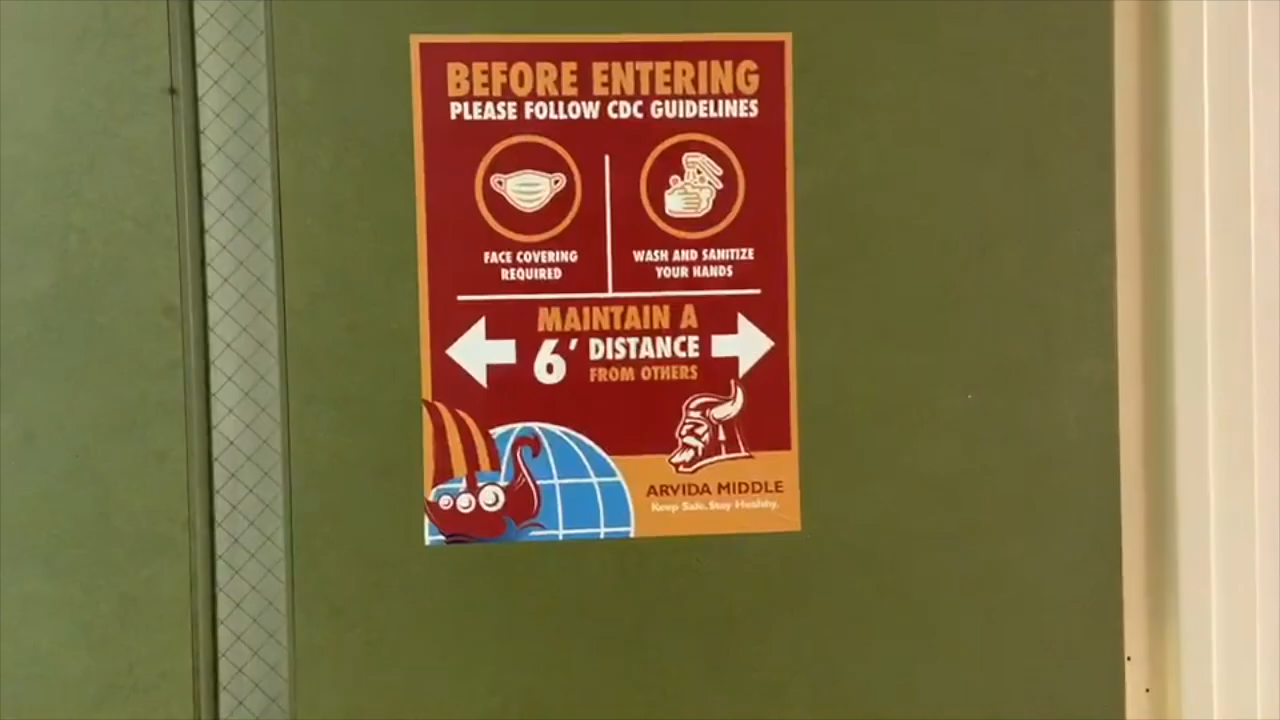 BEFORE ENTERING
PLEASE FOLLOW CDC GUIDELINES
FACE COVERING
REQUIRED
WASH AND SANITIZE
YOUR HANDS
MAINTAIN A
6' DISTANCE
FROM OTHERS
ARVIDA MIDDLE
Keep Safe. Stay Healthy.